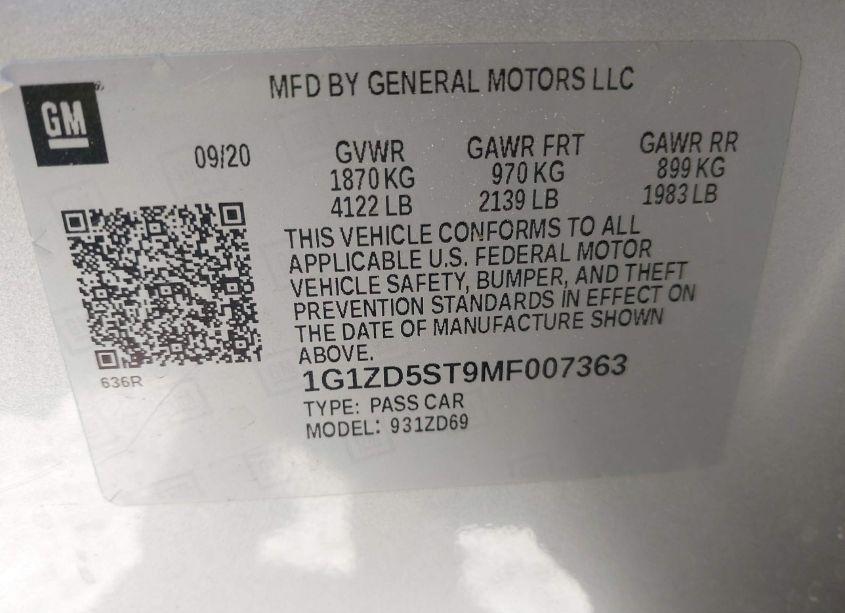 MFD BY GENERAL MOTORS LLC
GM
09/20 GVWR GAWR FRT GAWR RR
1870 KG 970 KG 899 KG
4122 LB 2139 LB 1983 LB
THIS VEHICLE CONFORMS TO ALL
APPLICABLE U.S. FEDERAL MOTOR
VEHICLE SAFETY, BUMPER, AND THEFT
PREVENTION STANDARDS IN EFFECT ON
THE DATE OF MANUFACTURE SHOWN
ABOVE.
636R
1G1ZD5ST9MF007363
TYPE: PASS CAR
MODEL: 931ZD69